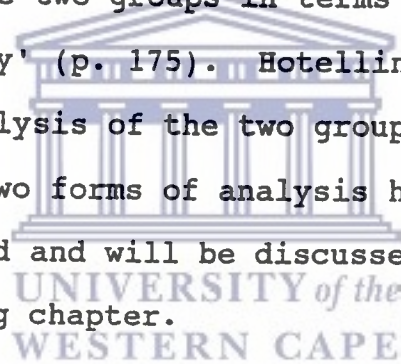 two groups in terms
y' (p. 175). Hotellin
lysis of the two group
wo forms of analysis h
d and will be discusse
UNIVERSITY of the
g chapter.
WESTERN CAPE